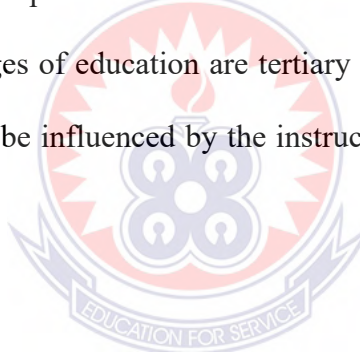 ges of education are tertiary
be influenced by the instruc
EDUCATION FOR SERVICE